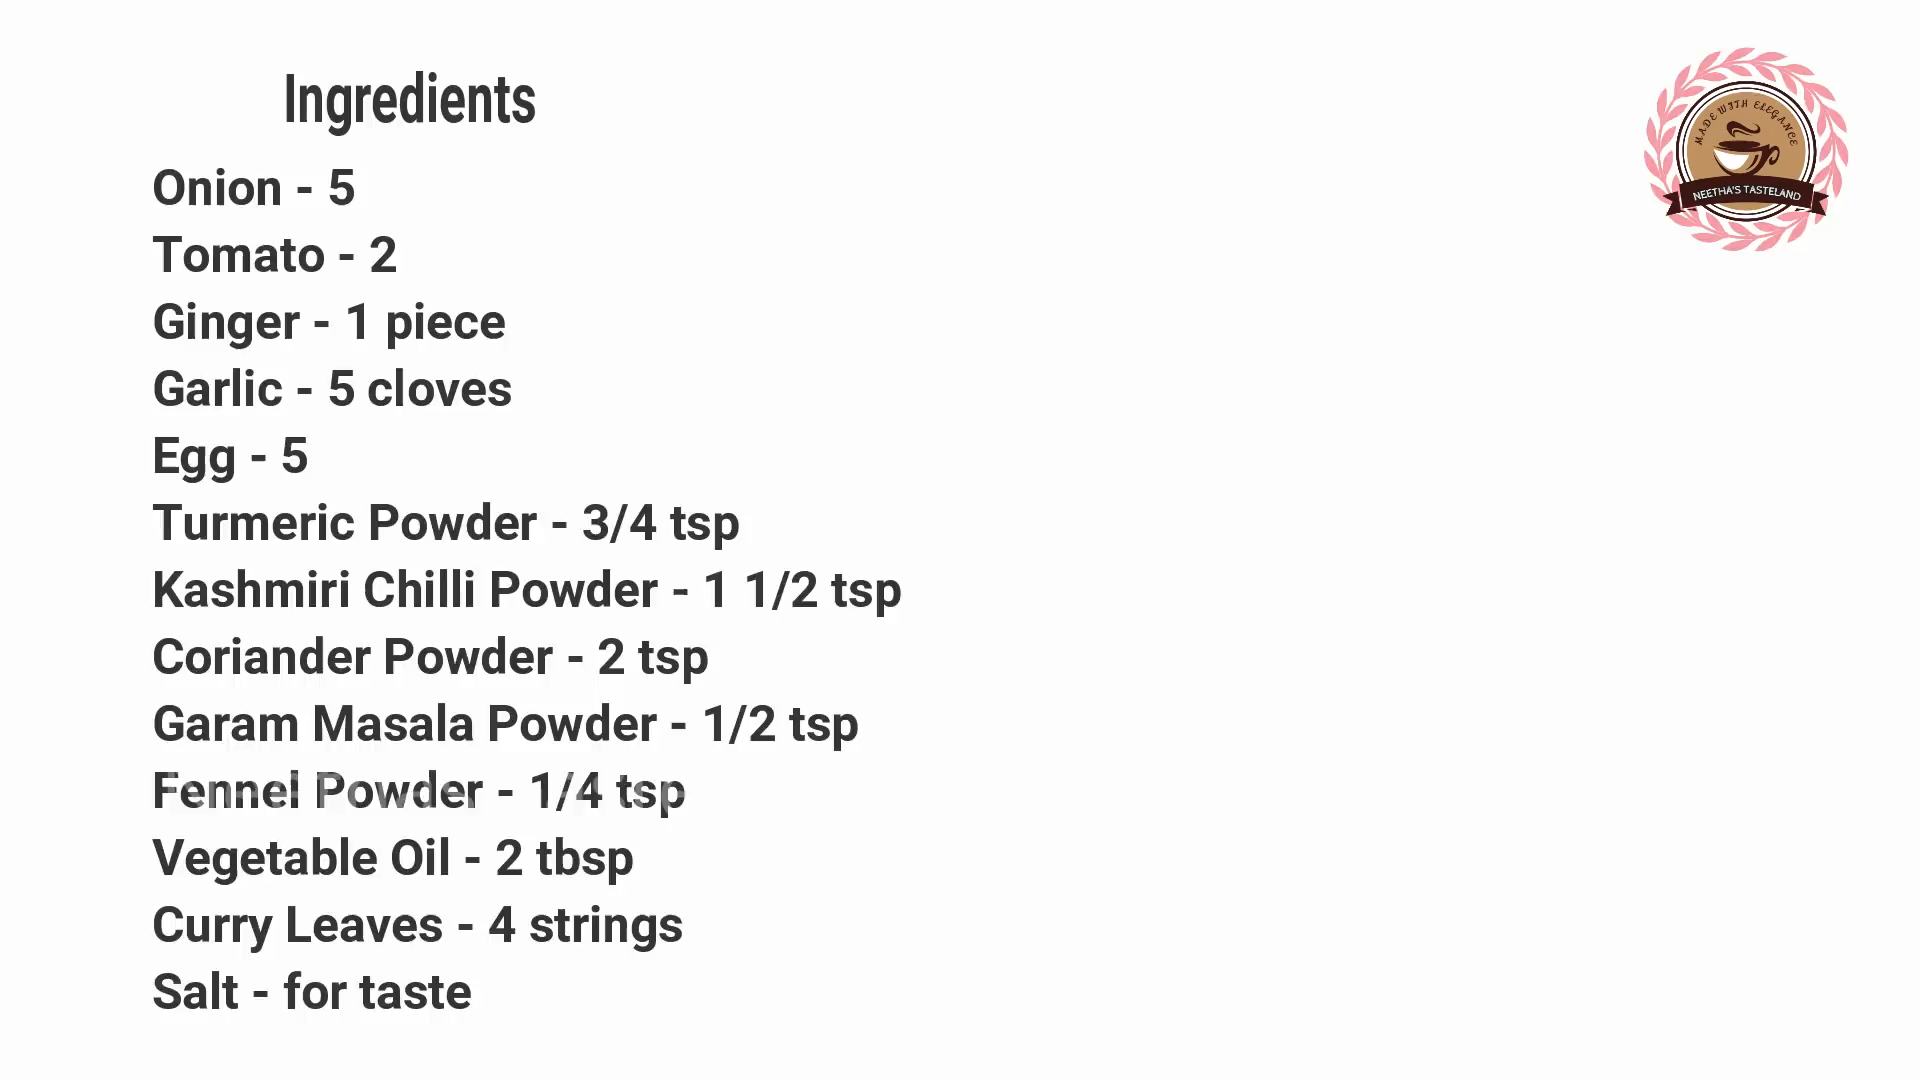 Ingredients
MADE WITH ELEGANCE
NEETHA'S TASTELAND
Onion - 5
Tomato - 2
Ginger - 1 piece
Garlic - 5 cloves
Egg - 5
Turmeric Powder - 3/4 tsp
Kashmiri Chilli Powder - 1 1/2 tsp
Coriander Powder - 2 tsp
Garam Masala Powder - 1/2 tsp
Fennel Powder - 1/4 tsp
Vegetable Oil - 2 tbsp
Curry Leaves - 4 strings
Salt - for taste